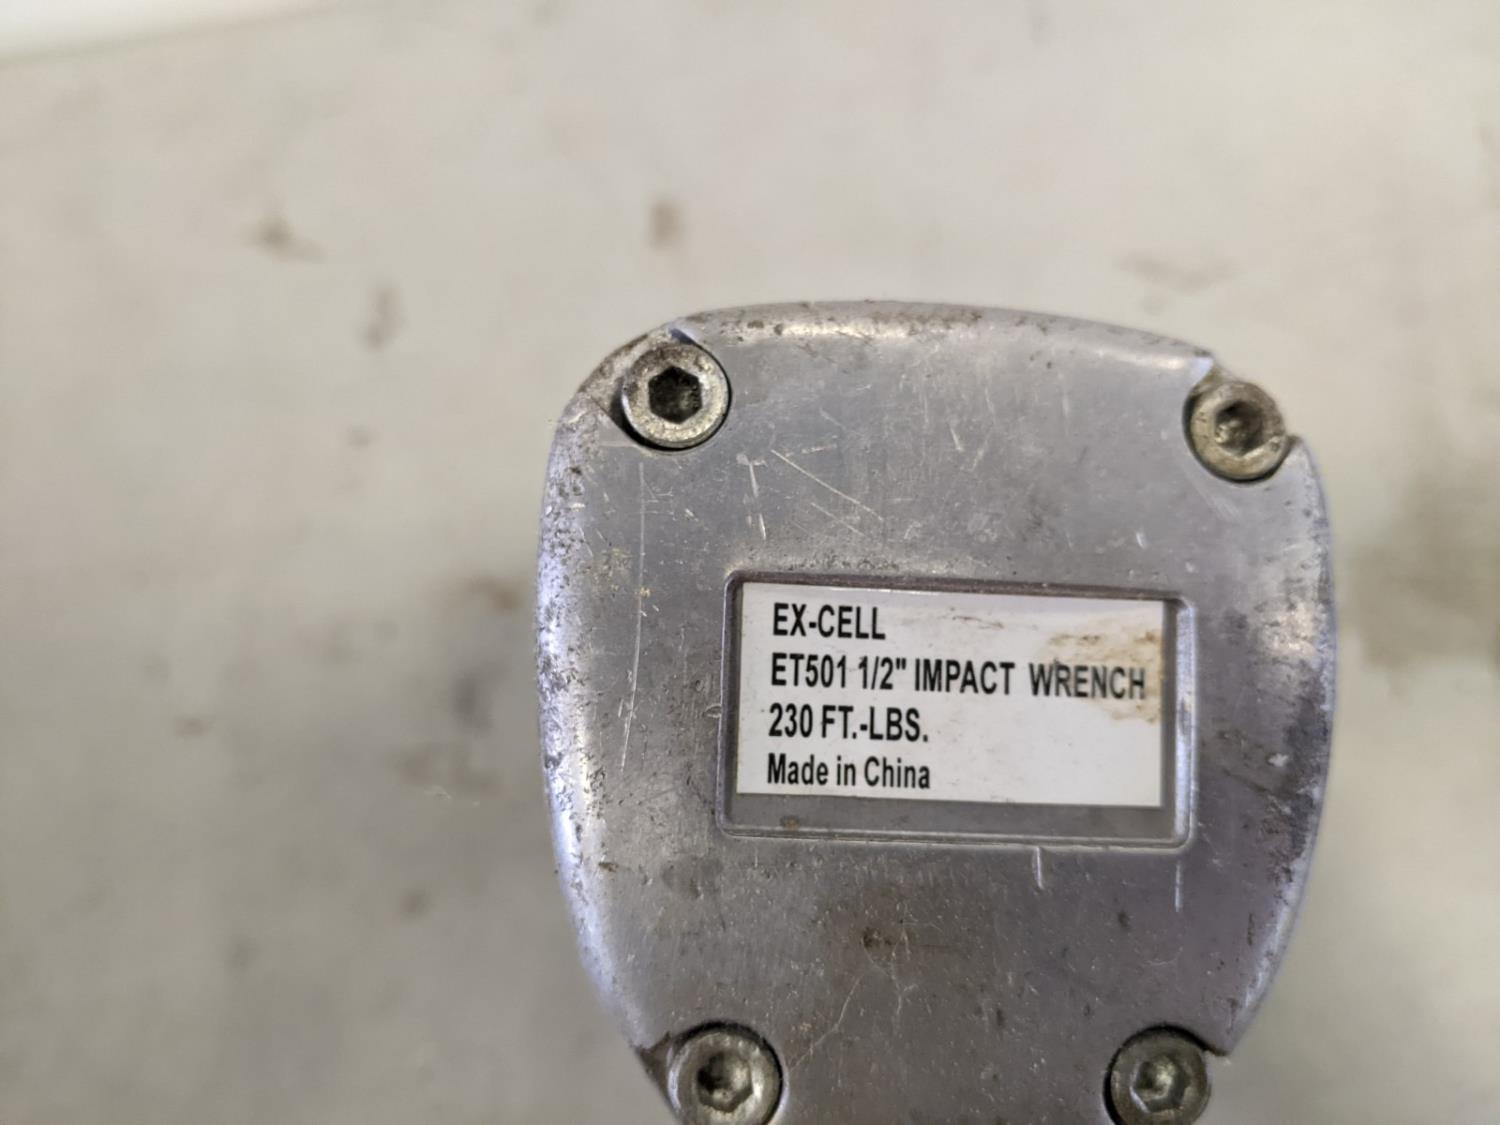 EX-CELL
ET501 1/2" IMPACT WRENCH
230 FT.-LBS.
Made in China